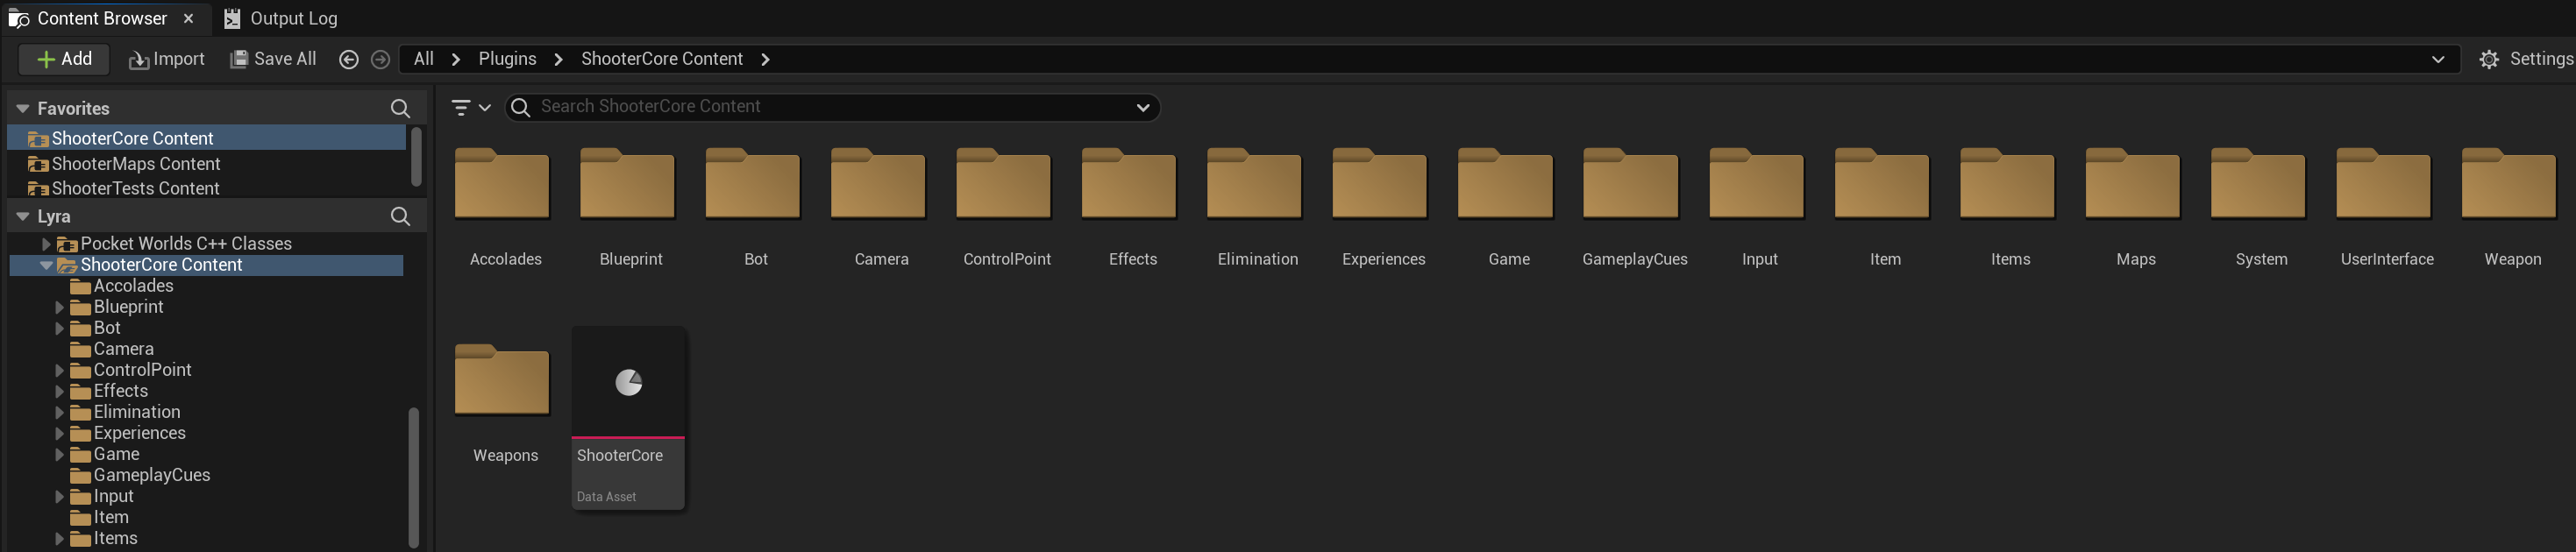 Content Browser
Output Log
Add
Import
Save All
All
Plugins
ShooterCore Content
Settings
Favorites
ShooterCore Content
ShooterMaps Content
ShooterTests Content
Lyra
Pocket Worlds C++ Classes
ShooterCore Content
Accolades
Blueprint
Bot
Camera
ControlPoint
Effects
Elimination
Experiences
Game
GameplayCues
Input
Item
Items
Search ShooterCore Content
Accolades
Blueprint
Bot
Camera
ControlPoint
Effects
Elimination
Experiences
Game
GameplayCues
Input
Item
Items
Maps
System
UserInterface
Weapon
Weapons
ShooterCore
Data Asset